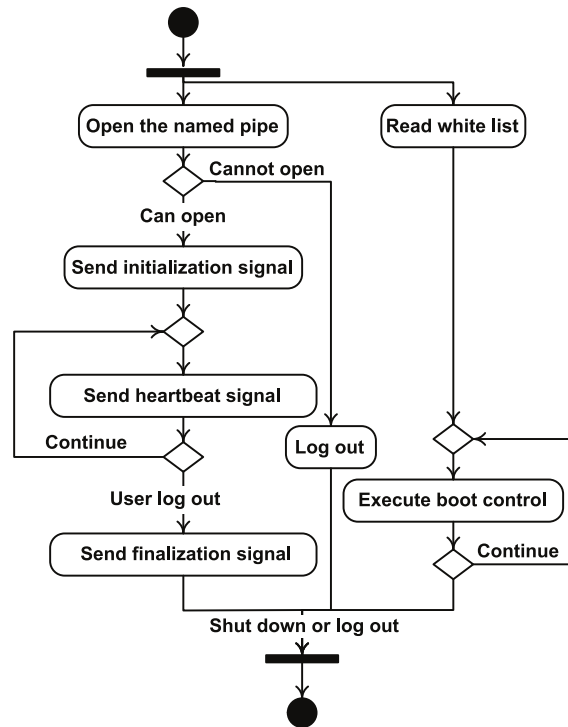 Open the named pipe
Read white list
Cannot open
Can open
Send initialization signal
Send heartbeat signal
Continue
Log out
User log out
Execute boot control
Send finalization signal
Continue
Shut down or log out